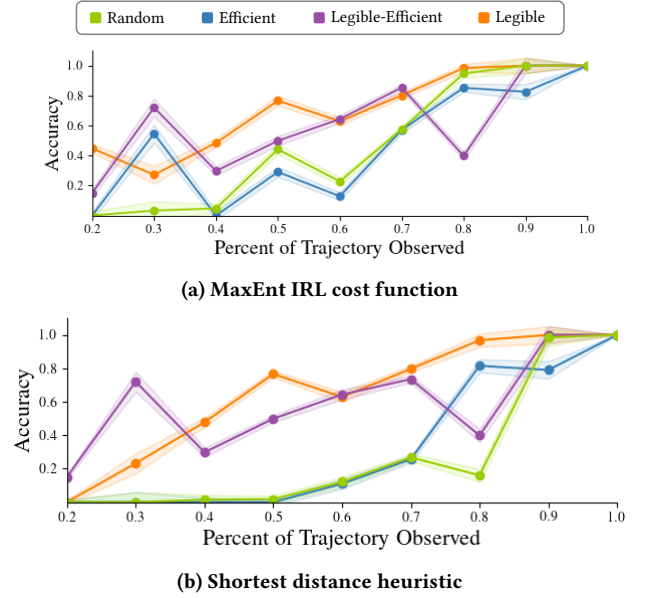 Random Efficient Legible-Efficient Legible
1.0
0.8
0.6
0.4
0.2
Accuracy
0.2 0.3 0.4 0.5 0.6 0.7 0.8 0.9 1.0
Percent of Trajectory Observed
(a) MaxEnt IRL cost function
1.0
0.8
0.6
0.4
0.2
Accuracy
0.2 0.3 0.4 0.5 0.6 0.7 0.8 0.9 1.0
Percent of Trajectory Observed
(b) Shortest distance heuristic